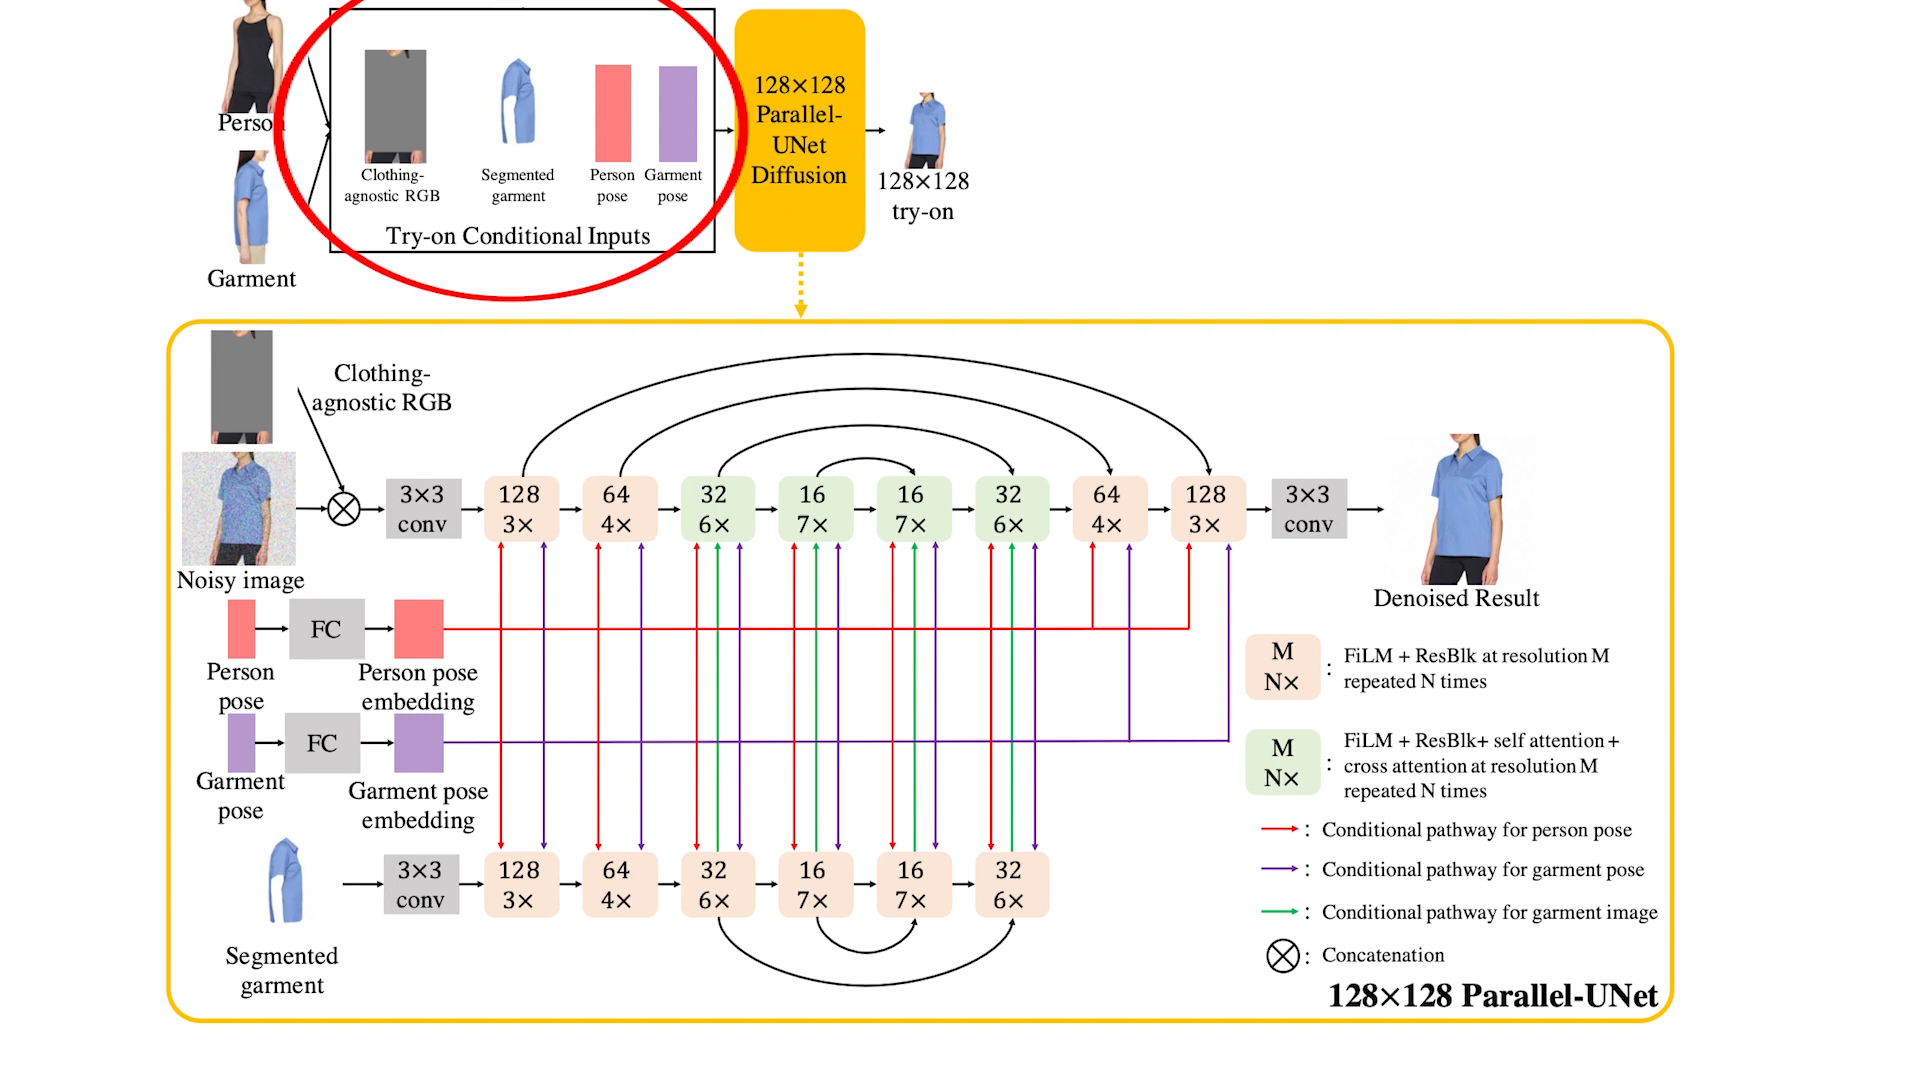 Person
Garment
Clothing-
agnostic RGB
Segmented
garment
Person
pose
Garment
pose
Try-on Conditional Inputs
128×128
Parallel-
UNet
Diffusion
128×128
try-on
Clothing-
agnostic RGB
Noisy image
3×3
conv
128
3×
64
4×
32
6×
16
7×
16
7×
32
6×
64
4×
128
3×
3×3
conv
Denoised Result
FC
Person
pose
Person pose
embedding
FC
Garment
pose
Garment pose
embedding
Segmented
garment
3×3
conv
128
3×
64
4×
32
6×
16
7×
16
7×
32
6×
M
N×
:
FiLM + ResBlk at resolution M
repeated N times
M
N×
:
FiLM + ResBlk+ self attention +
cross attention at resolution M
repeated N times
: Conditional pathway for person pose
: Conditional pathway for garment pose
: Conditional pathway for garment image
: Concatenation
128×128 Parallel-UNet